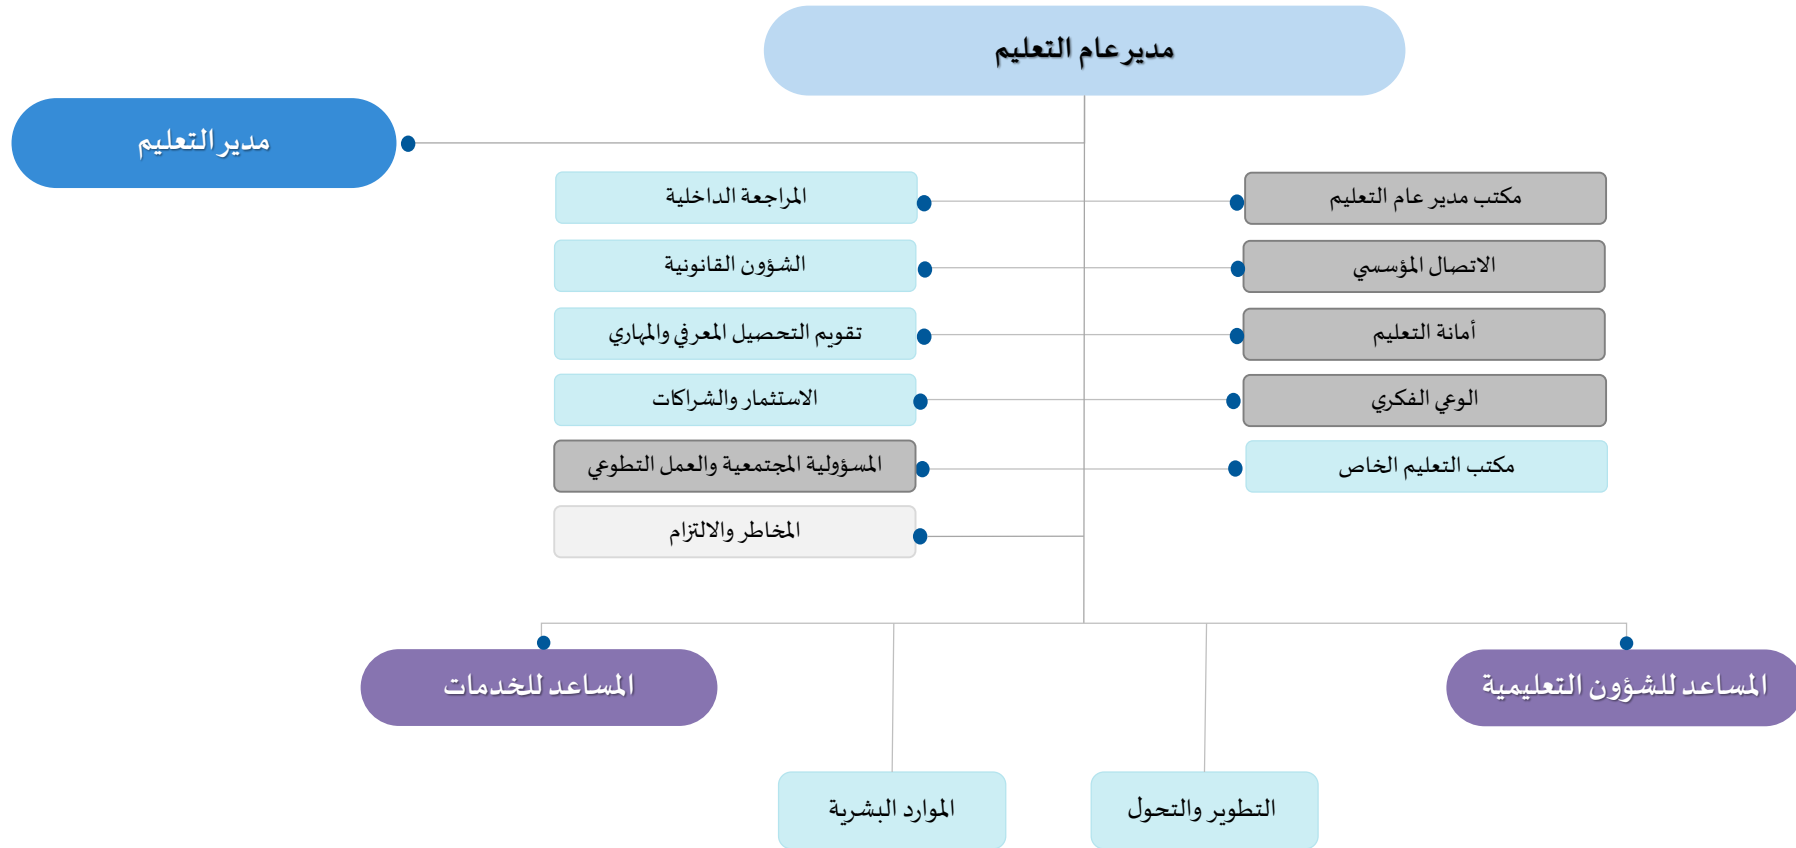 مدير عام التعليم
مدير التعليم
مكتب مدير عام التعليم
المراجعة الداخلية
الاتصال المؤسسي
الشؤون القانونية
أمانة التعليم
تقويم التحصيل المعرفي والمهاري
الوعي الفكري
الاستثمار والشراكات
مكتب التعليم الخاص
المسؤولية المجتمعية والعمل التطوعي
المخاطر والالتزام
المساعد للشؤون التعليمية
المساعد للخدمات
التطوير والتحول
الموارد البشرية